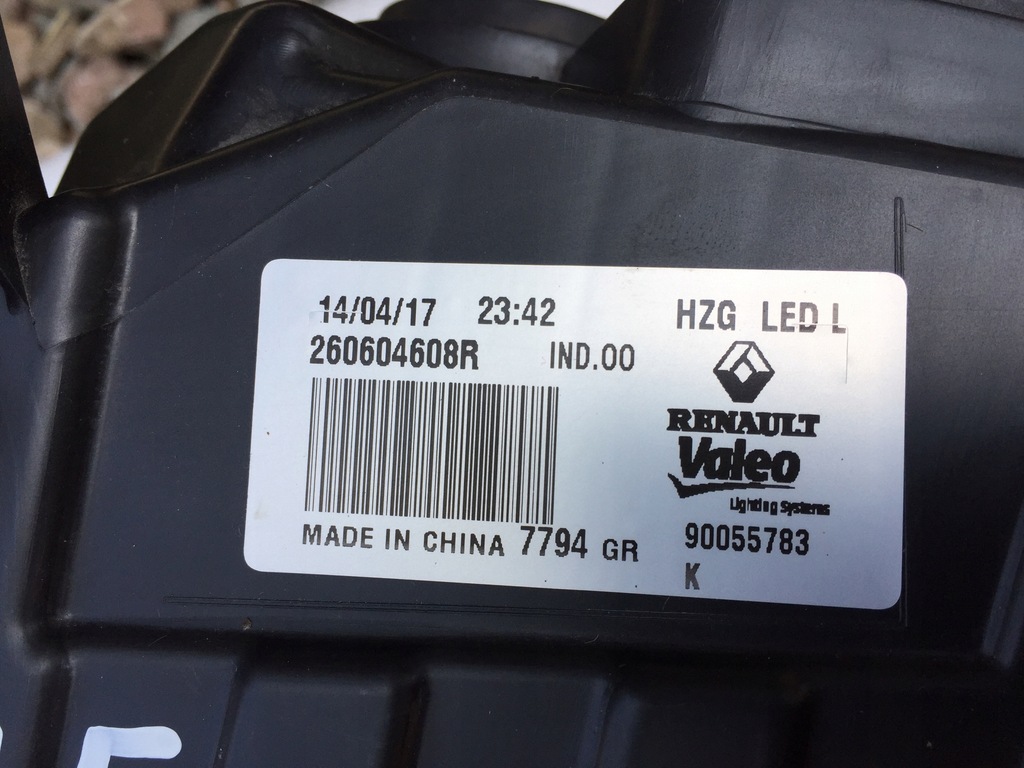 14/04/17 23:42 HZG LED L
260604608R IND.00
RENAULT
Valeo
Lighting Systems
MADE IN CHINA 7794 GR 90055783
K